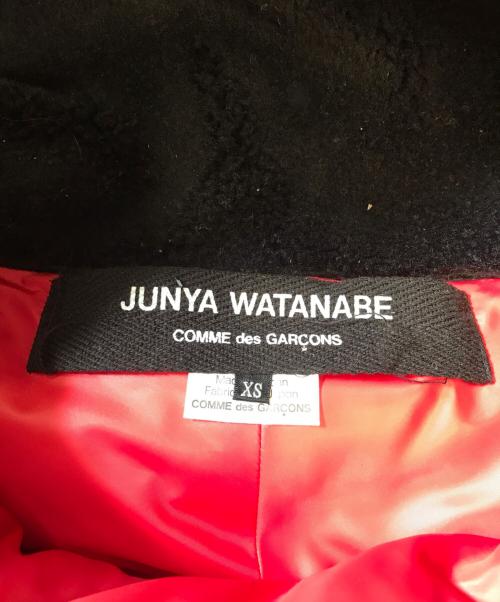 JUNYA WATANABE
COMME des GARÇONS
XS
COMME des GARÇONS